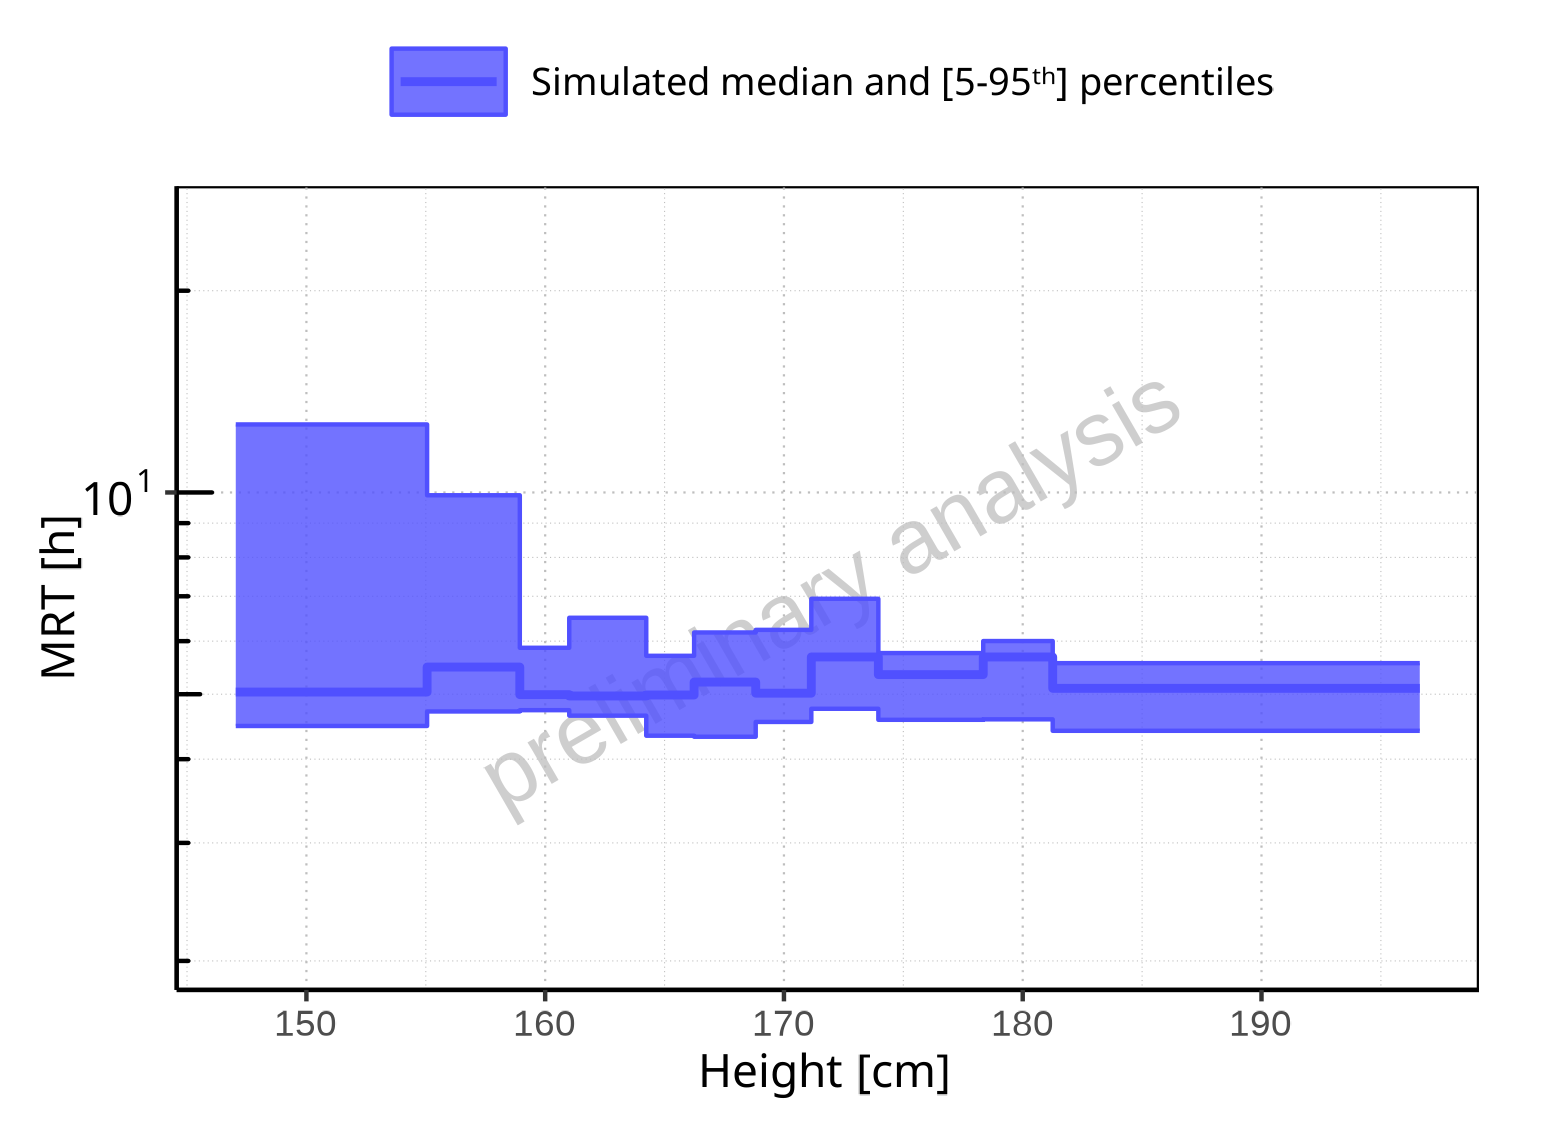 Simulated median and [5-95ᵗʰ] percentiles
10¹
MRT [h]
preliminary analysis
150 160 170 180 190
Height [cm]